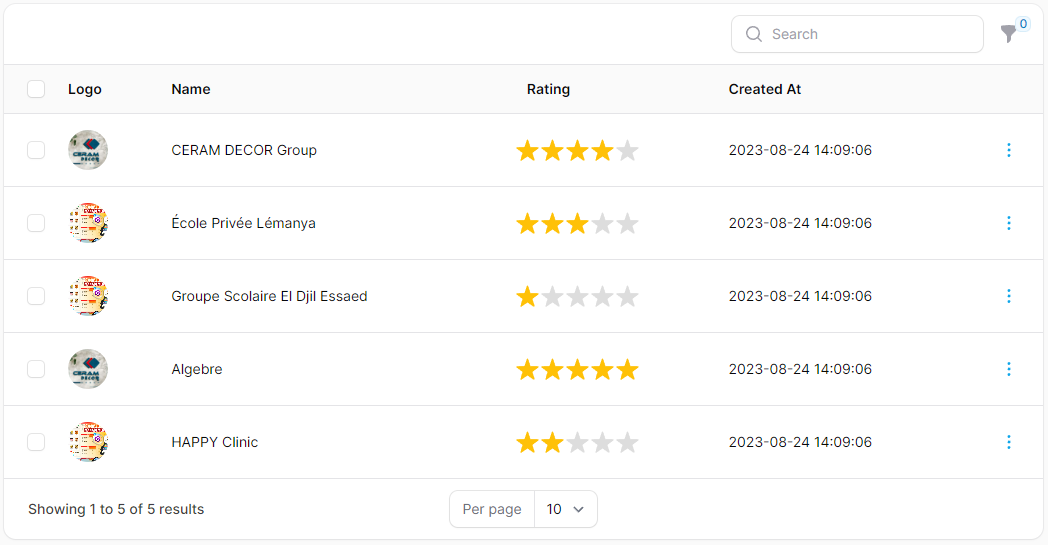 Search
0
Logo Name Rating Created At
CERAM DECOR CERAM DECOR Group 2023-08-24 14:09:06
École Privée Lémanya 2023-08-24 14:09:06
Groupe Scolaire El Djil Essaed 2023-08-24 14:09:06
CERAM DECOR Algebre 2023-08-24 14:09:06
HAPPY Clinic 2023-08-24 14:09:06
Showing 1 to 5 of 5 results Per page 10